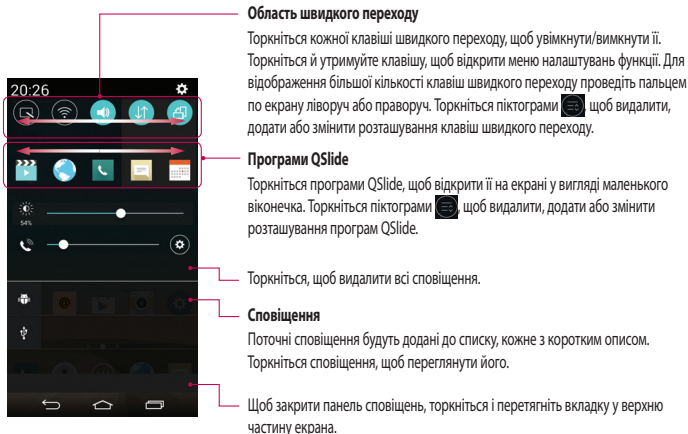 Область швидкого переходу
Торкніться кожної клавіші швидкого переходу, щоб увімкнути/вимкнути її.
Торкніться й утримуйте клавішу, щоб відкрити меню налаштувань функції. Для
відображення більшої кількості клавіш швидкого переходу проведіть пальцем
по екрану ліворуч або праворуч. Торкніться піктограми , щоб видалити,
додати або змінити розташування клавіш швидкого переходу.
20:26
Програми QSlide
Торкніться програми QSlide, щоб відкрити її на екрані у вигляді маленького
віконечка. Торкніться піктограми , щоб видалити, додати або змінити
розташування програм QSlide.
54%
Торкніться, щоб видалити всі сповіщення.
Сповіщення
Поточні сповіщення будуть додані до списку, кожне з коротким описом.
Торкніться сповіщення, щоб переглянути його.
Щоб закрити панель сповіщень, торкніться і перетягніть вкладку у верхню
частину екрана.